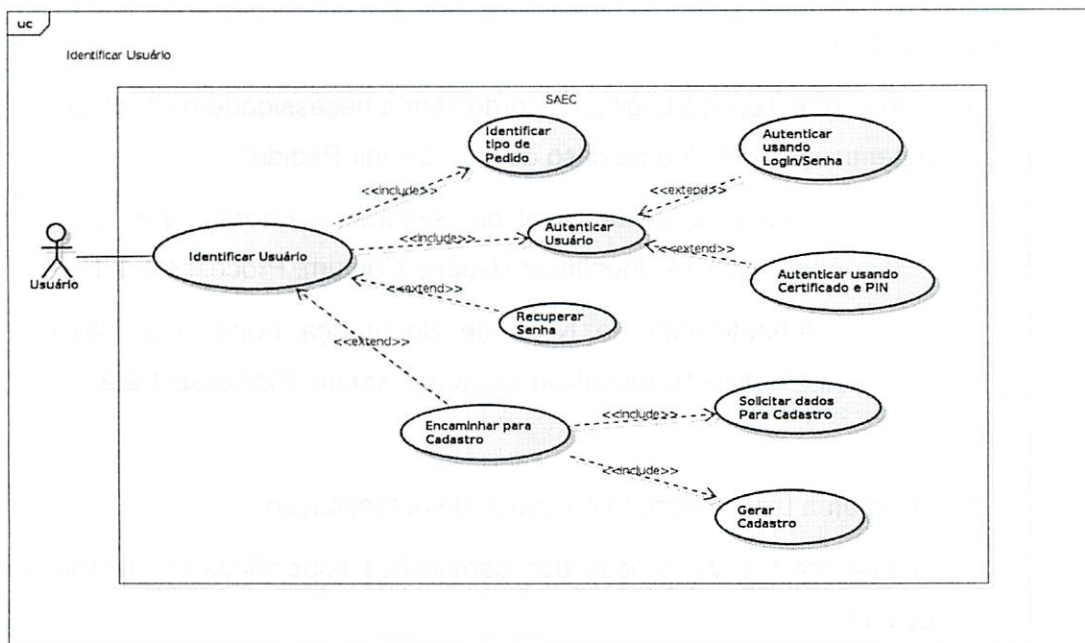 uc
Identificar Usuário
SAEC
Identificar
tipo de
Pedido
Autenticar
usando
Login/Senha
<<include>>
<<extend>>
Autenticar
Usuário
<<include>>
<<extend>>
Identificar Usuário
Usuário
Autenticar usando
Certificado e PIN
<<extend>>
Recuperar
Senha
<<extend>>
Encaminhar para
Cadastro
<<include>>
Solicitar dados
Para Cadastro
<<include>>
Gerar
Cadastro